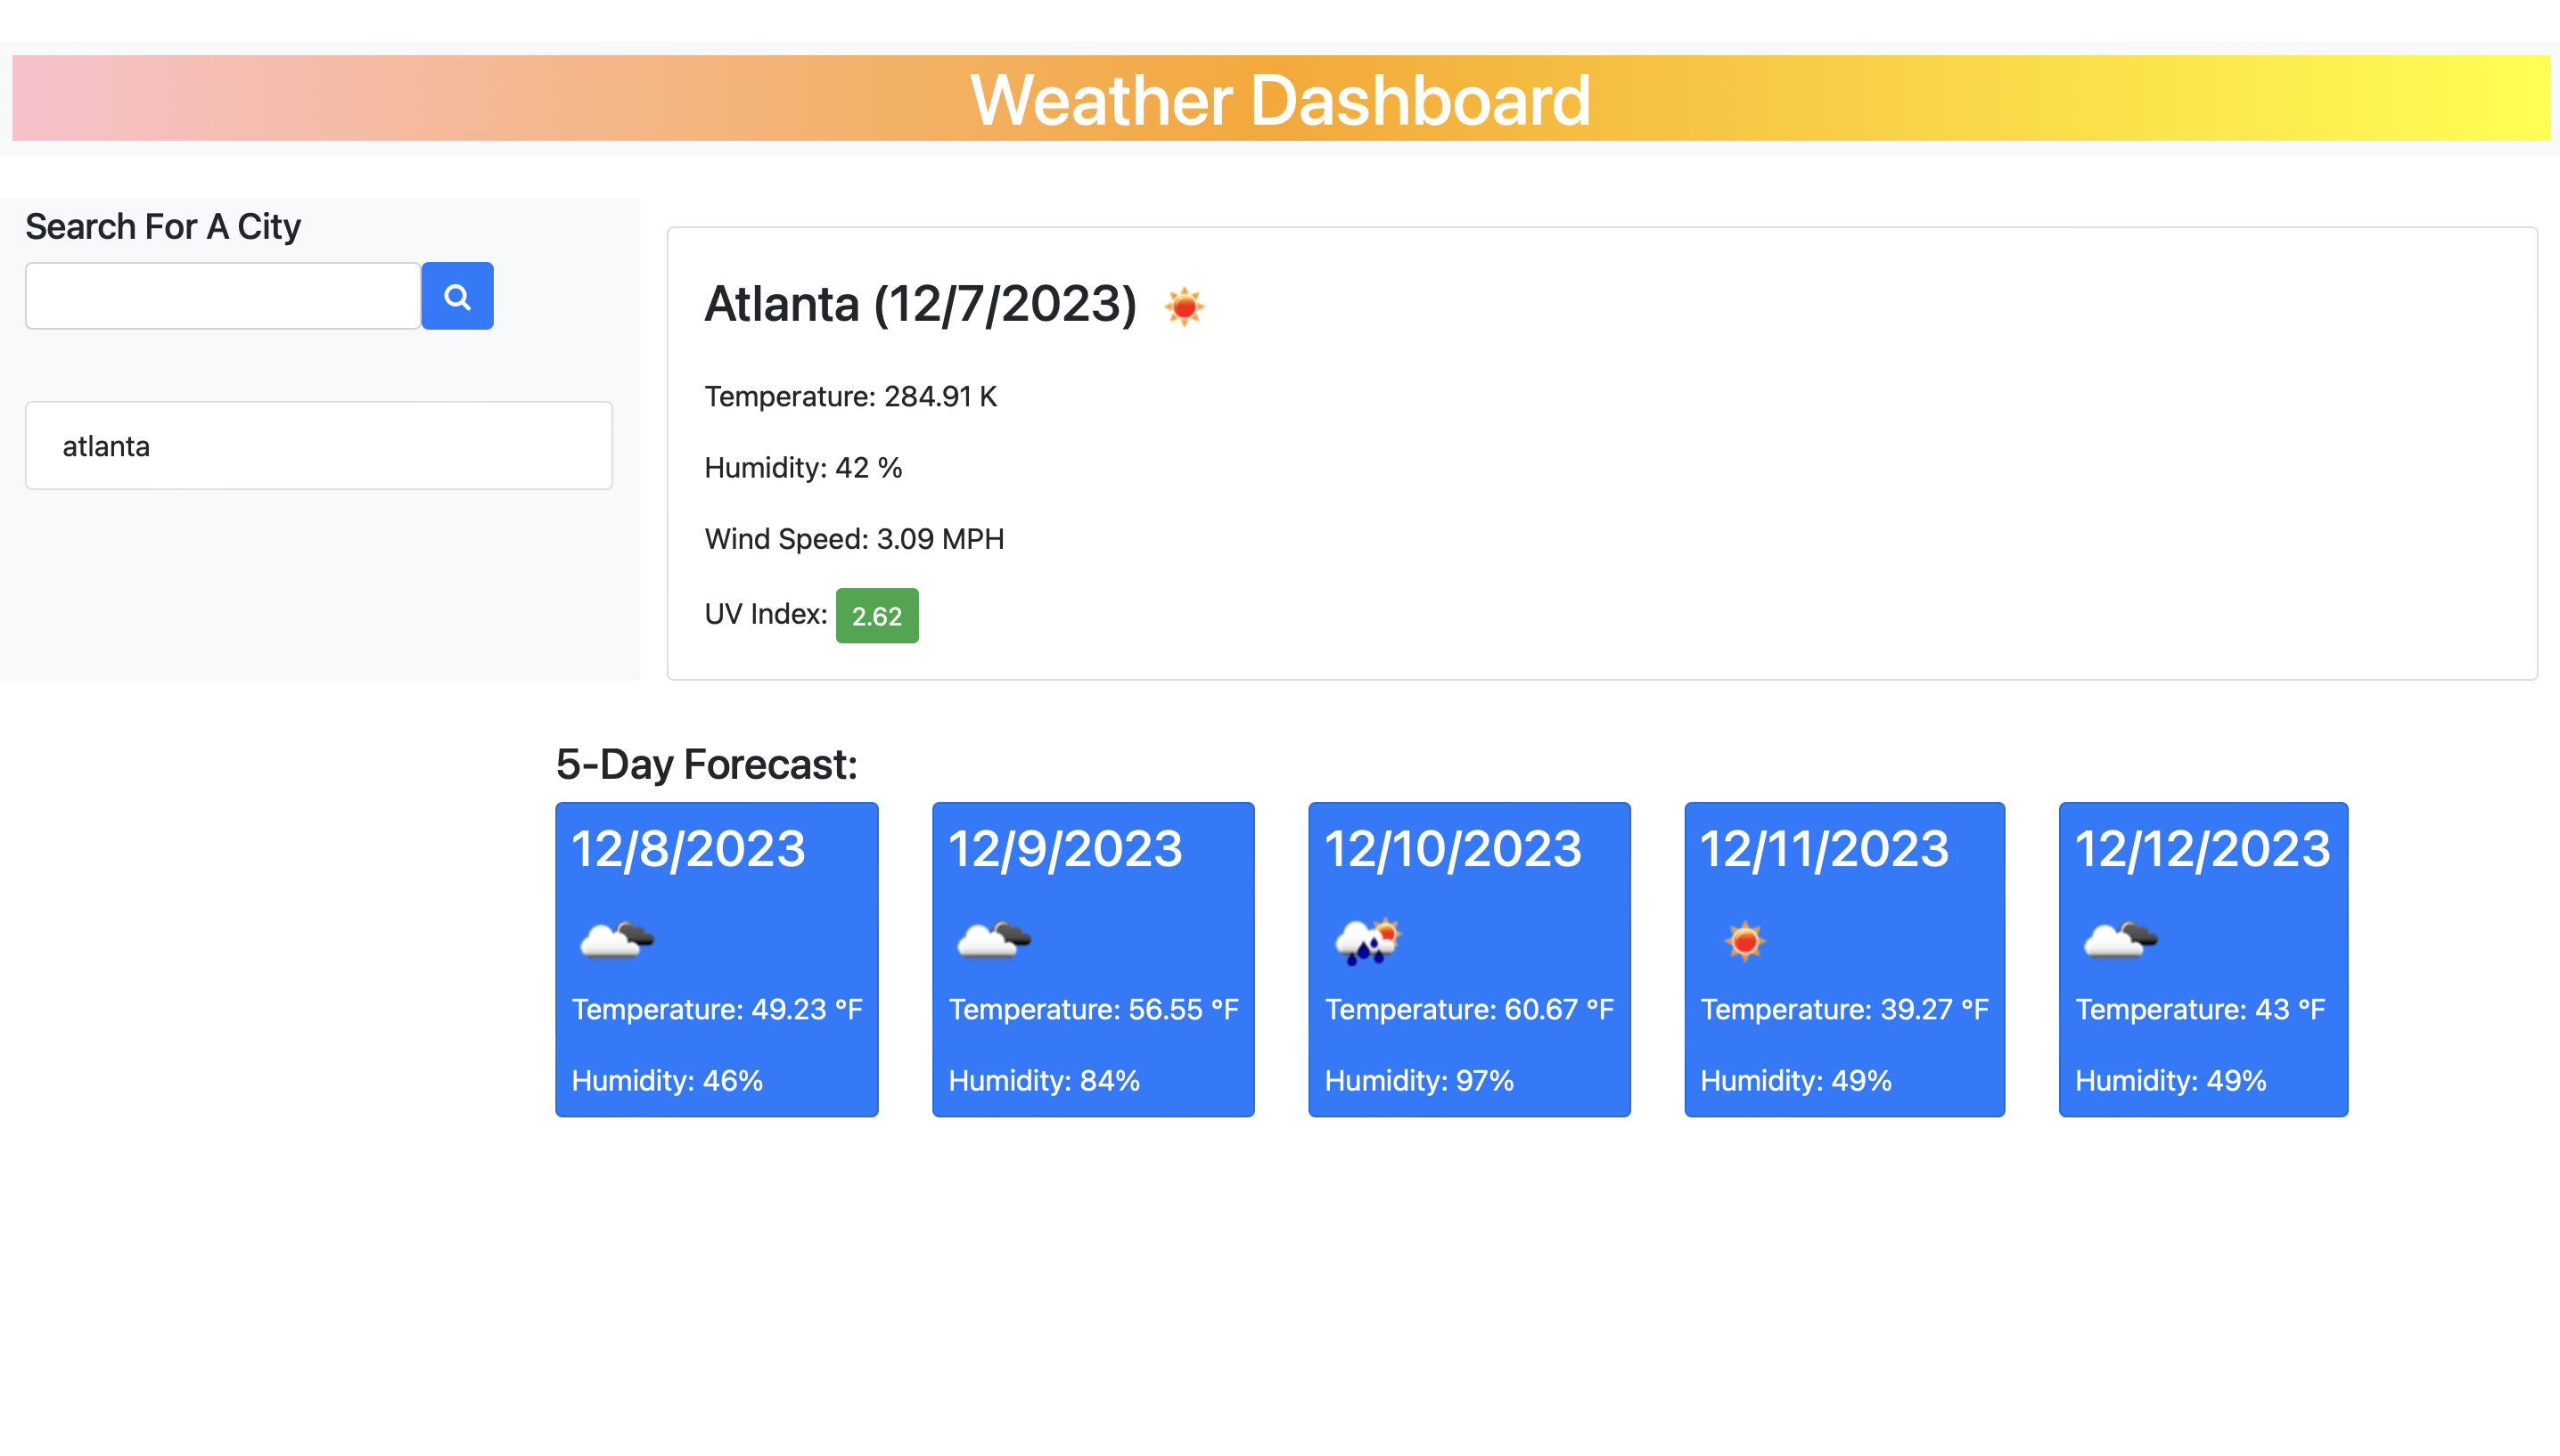 Weather Dashboard
Search For A City
atlanta
Atlanta (12/7/2023)
Temperature: 284.91 K
Humidity: 42 %
Wind Speed: 3.09 MPH
UV Index: 2.62
5-Day Forecast:
12/8/2023
Temperature: 49.23 °F
Humidity: 46%
12/9/2023
Temperature: 56.55 °F
Humidity: 84%
12/10/2023
Temperature: 60.67 °F
Humidity: 97%
12/11/2023
Temperature: 39.27 °F
Humidity: 49%
12/12/2023
Temperature: 43 °F
Humidity: 49%